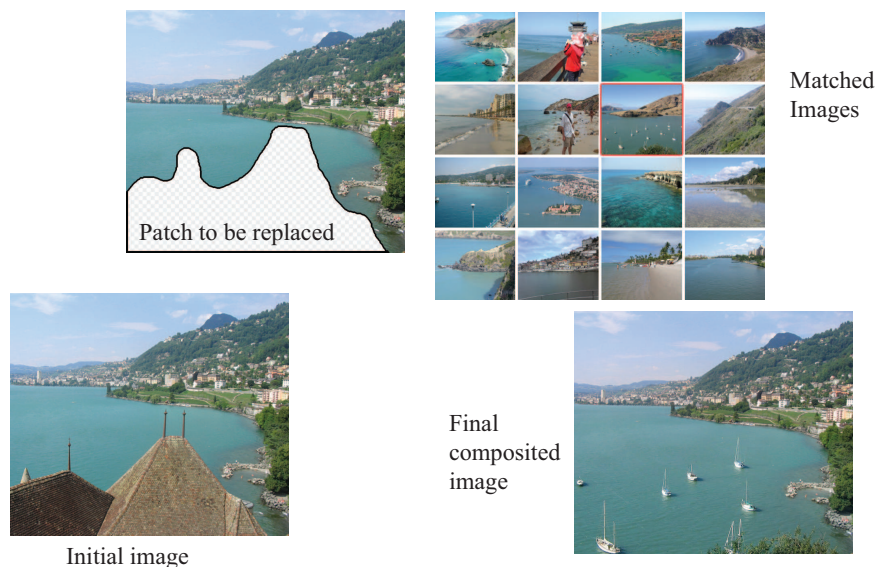 Patch to be replaced
Matched
Images
Initial image
Final
composited
image